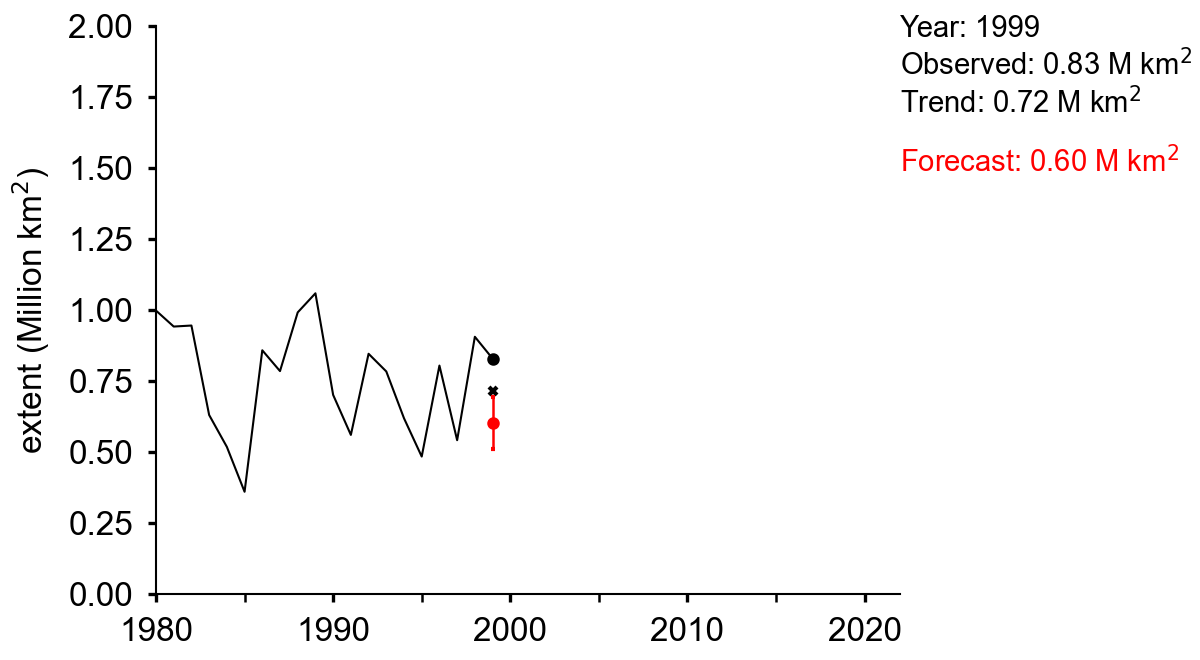 Year: 1999
Observed: 0.83 M km²
Trend: 0.72 M km²
Forecast: 0.60 M km²
extent (Million km²)
2.00
1.75
1.50
1.25
1.00
0.75
0.50
0.25
0.00
1980 1990 2000 2010 2020